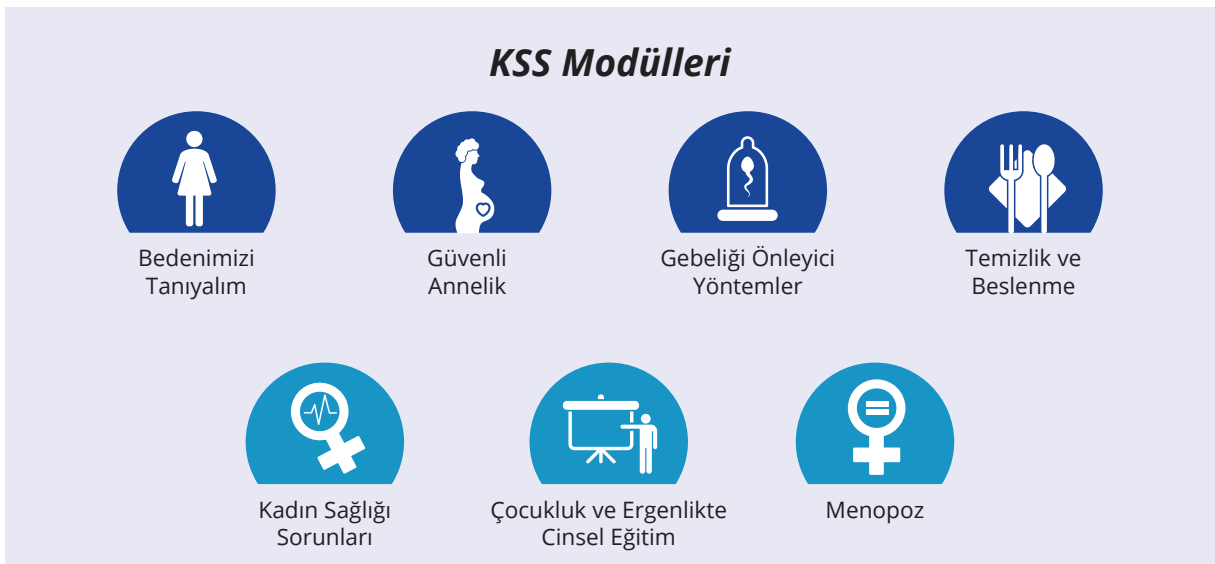 KSS Modülleri
Bedenimizi
Tanıyalım
Güvenli
Annelik
Gebeliği Önleyici
Yöntemler
Temizlik ve
Beslenme
Kadın Sağlığı
Sorunları
Çocukluk ve Ergenlikte
Cinsel Eğitim
Menopoz